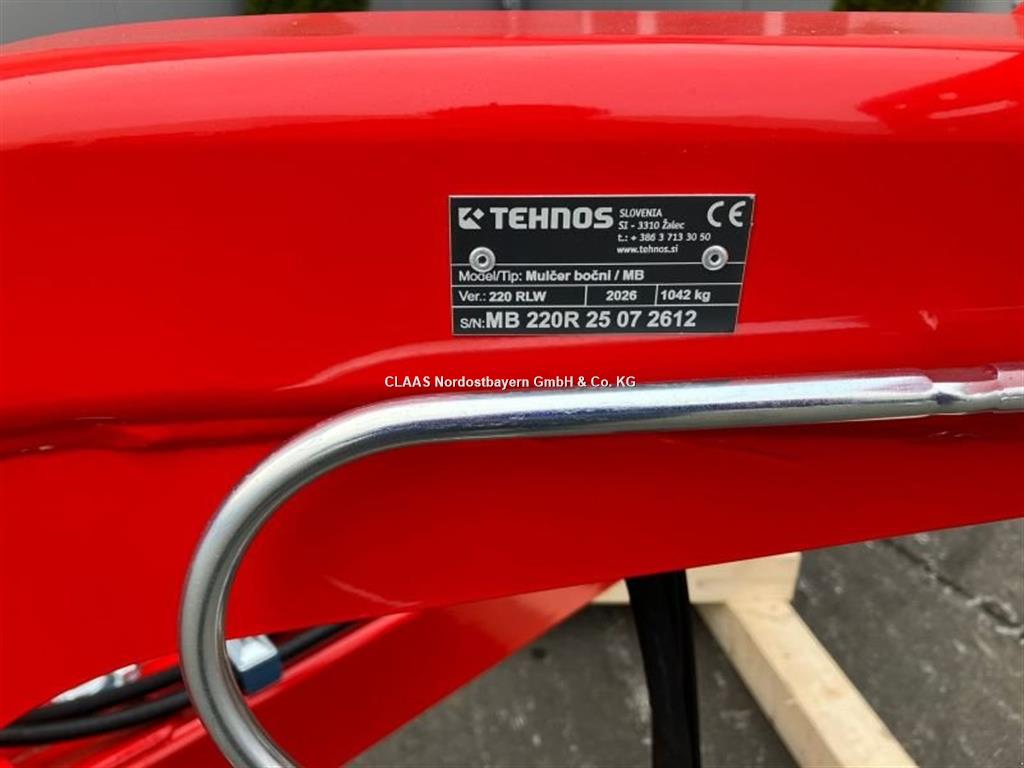 TEHNOS
SLOVENIA
SI - 3310 Žalec
t.: + 386 3 713 30 50
www.tehnos.si
CE
Model/Tip: Mulčer bočni / MB
Ver.: 220 RLW 2026 1042 kg
S/N: MB 220R 25 07 2612
CLAAS Nordostbayern GmbH & Co. KG